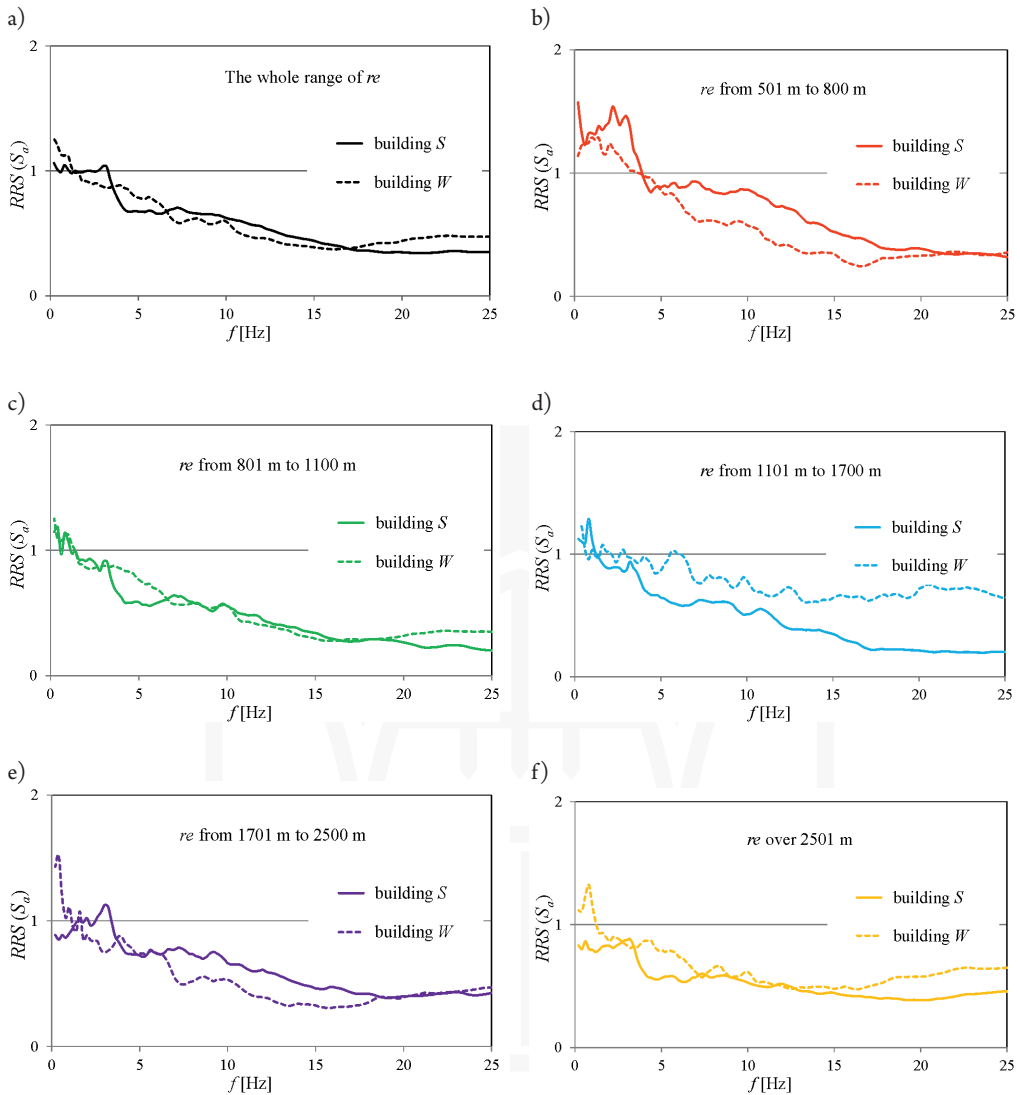 a)
2
1
0
RRS (Sa)
The whole range of re
building S
building W
0 5 10 15 20 25
f [Hz]
b)
2
1
0
RRS (Sa)
re from 501 m to 800 m
building S
building W
0 5 10 15 20 25
f [Hz]
c)
2
1
0
RRS (Sa)
re from 801 m to 1100 m
building S
building W
0 5 10 15 20 25
f [Hz]
d)
2
1
0
RRS (Sa)
re from 1101 m to 1700 m
building S
building W
0 5 10 15 20 25
f [Hz]
e)
2
1
0
RRS (Sa)
re from 1701 m to 2500 m
building S
building W
0 5 10 15 20 25
f [Hz]
f)
2
1
0
RRS (Sa)
re over 2501 m
building S
building W
0 5 10 15 20 25
f [Hz]